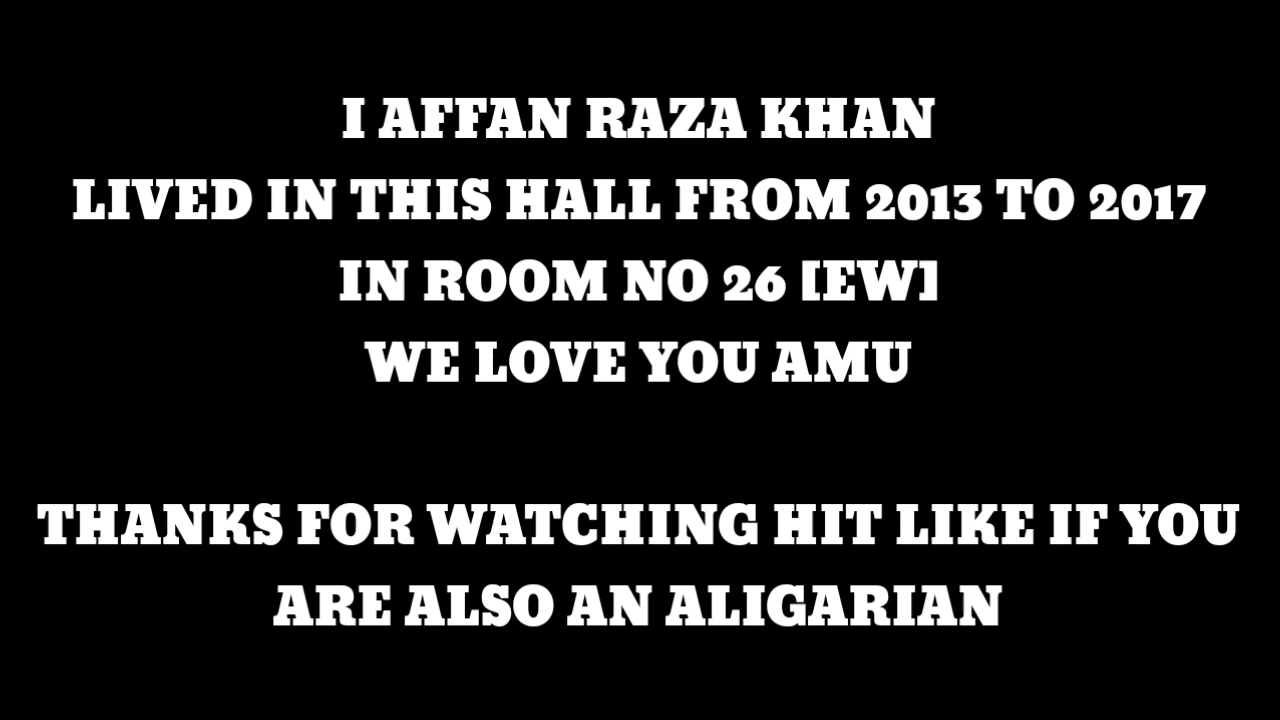 I AFFAN RAZA KHAN
LIVED IN THIS HALL FROM 2013 TO 2017
IN ROOM NO 26 [EW]
WE LOVE YOU AMU
THANKS FOR WATCHING HIT LIKE IF YOU
ARE ALSO AN ALIGARIAN